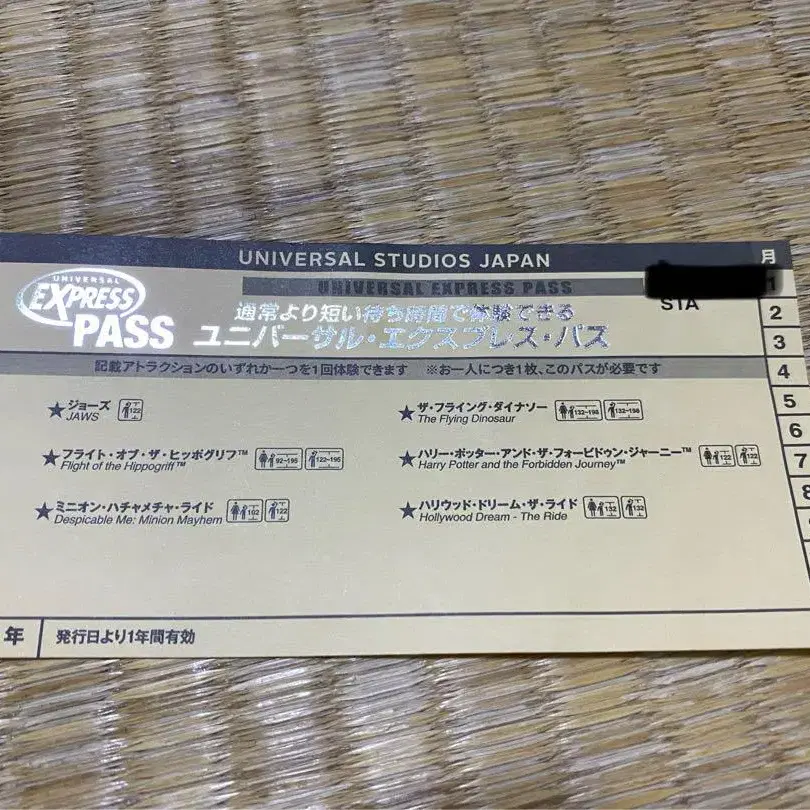 UNIVERSAL STUDIOS JAPAN
月
UNIVERSAL EXPRESS PASS
UNIVERSAL
EXPRESS
PASS
通常より短い待ち時間で体験できる
ユニバーサル・エクスプレス・パス
STA
1
2
3
4
5
6
7
8
記載アトラクションのいずれか一つを1回体験できます ※お一人につき1枚、このパスが必要です
★ジョーズ
JAWS
122
★ザ・フライング・ダイナソー
The Flying Dinosaur
132~198 132~198
★フライト・オブ・ザ・ヒッポグリフ™
Flight of the Hippogriff™
92~195 122~195
★ハリー・ポッター・アンド・ザ・フォービドゥン・ジャーニー™
Harry Potter and the Forbidden Journey™
122 122
★ミニオン・ハチャメチャ・ライド
Despicable Me: Minion Mayhem
102 122
★ハリウッド・ドリーム・ザ・ライド
Hollywood Dream - The Ride
132 132
年 発行日より1年間有効